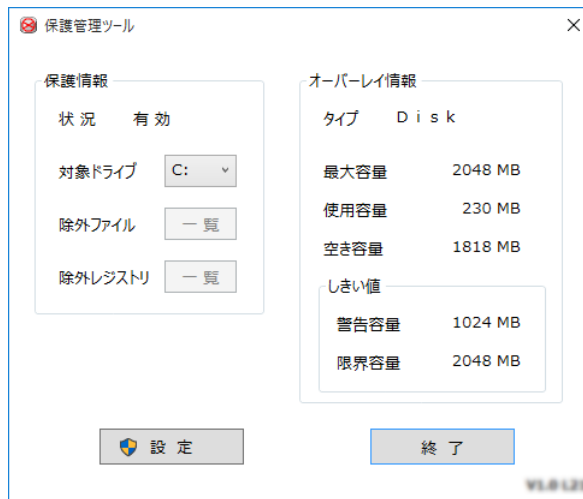 保護管理ツール
保護情報
状 況 有 効
対象ドライブ C:
除外ファイル 一 覧
除外レジストリ 一 覧
オーバーレイ情報
タイプ Ｄｉｓｋ
最大容量 2048 MB
使用容量 230 MB
空き容量 1818 MB
しきい値
警告容量 1024 MB
限界容量 2048 MB
設 定
終 了